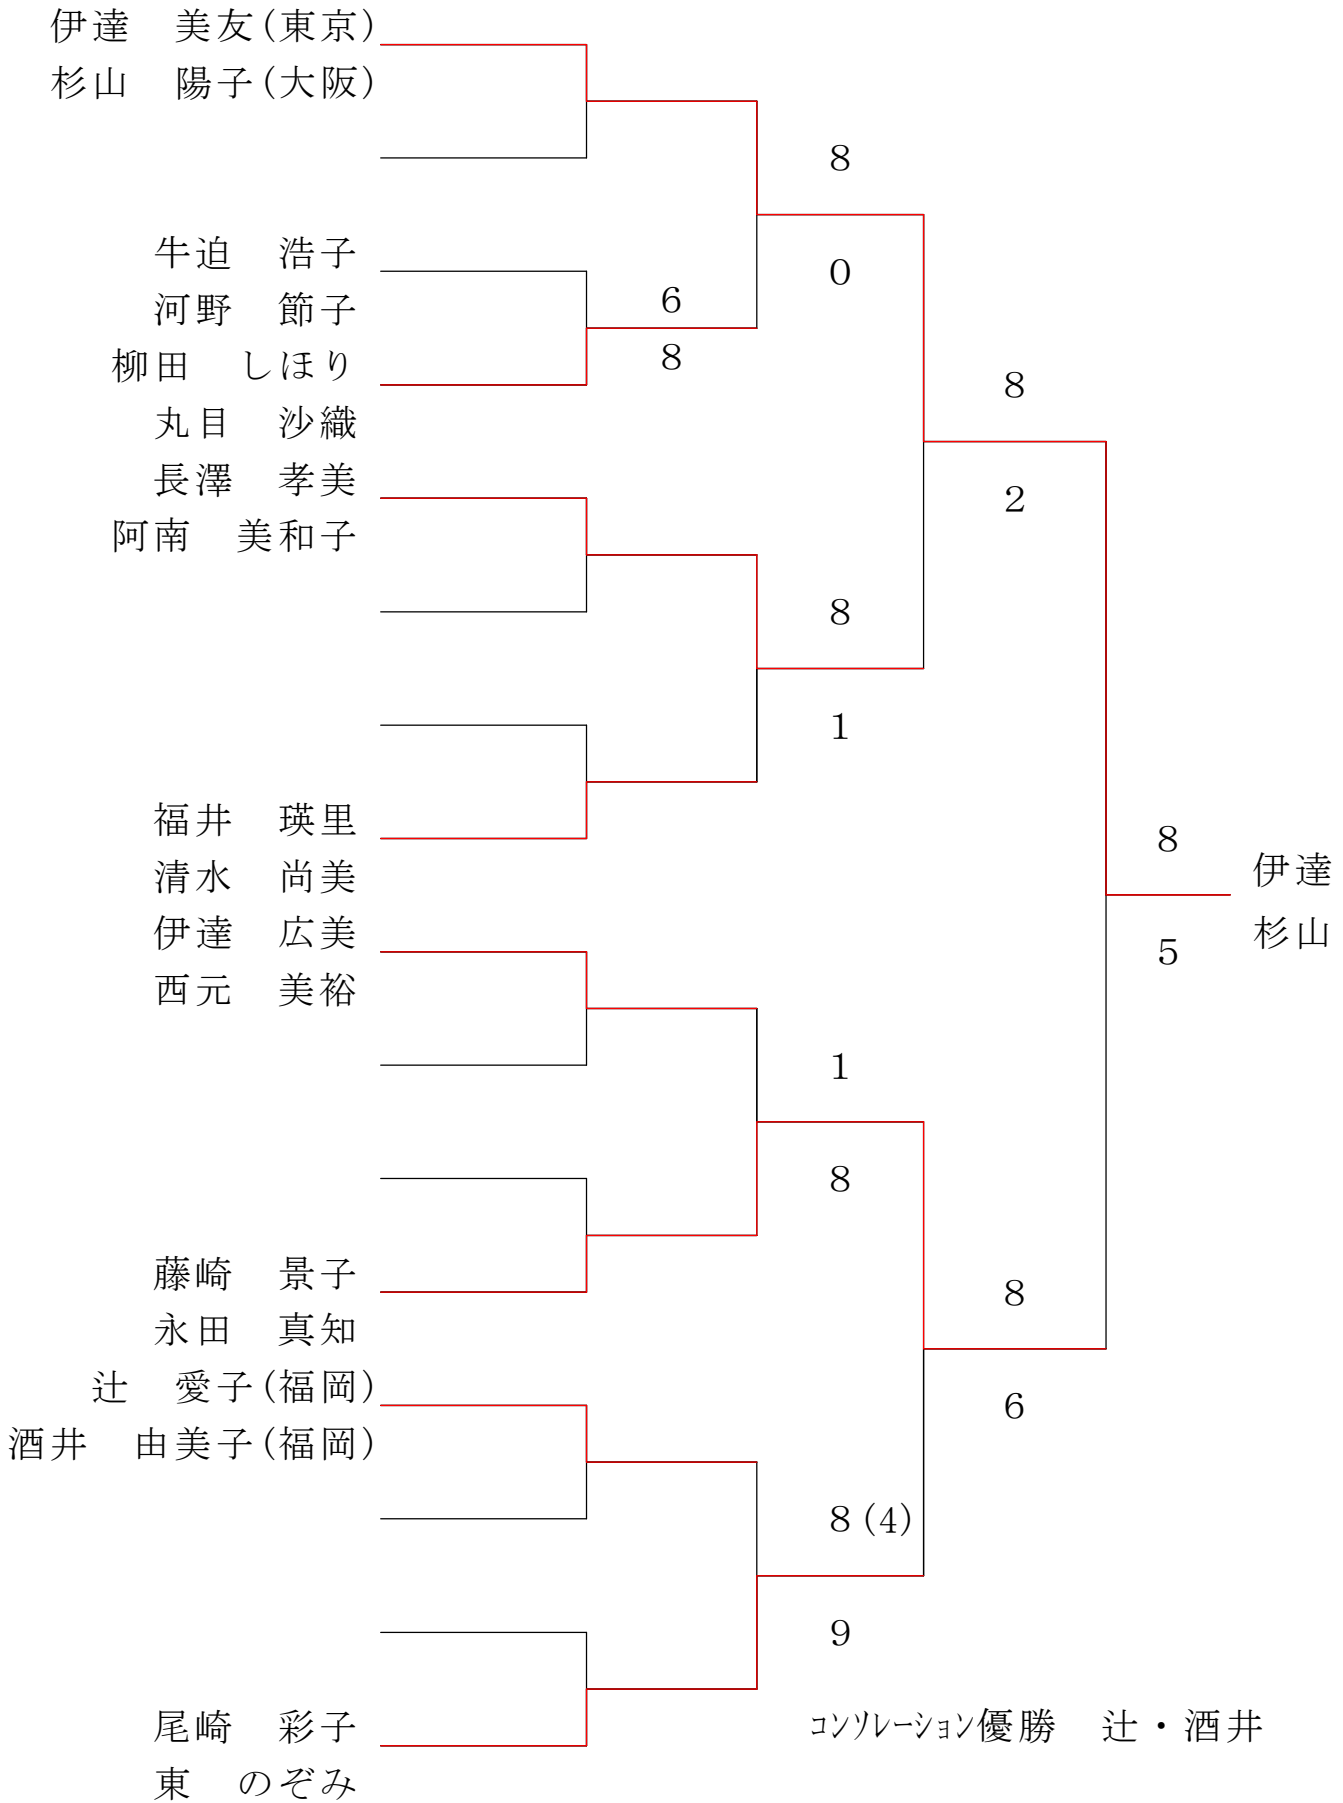 伊達　美友(東京)
杉山　陽子(大阪)
8
牛迫　浩子
0
河野　節子
6
柳田　しほり
8
8
丸目　沙織
長澤　孝美
2
阿南　美和子
8
1
福井　瑛里
8
伊達
清水　尚美
伊達　広美
杉山
5
西元　美裕
1
8
藤崎　景子
8
永田　真知
辻　愛子(福岡)
6
酒井　由美子(福岡)
8(4)
9
尾崎　彩子
コンソレーション優勝　辻・酒井
東　のぞみ